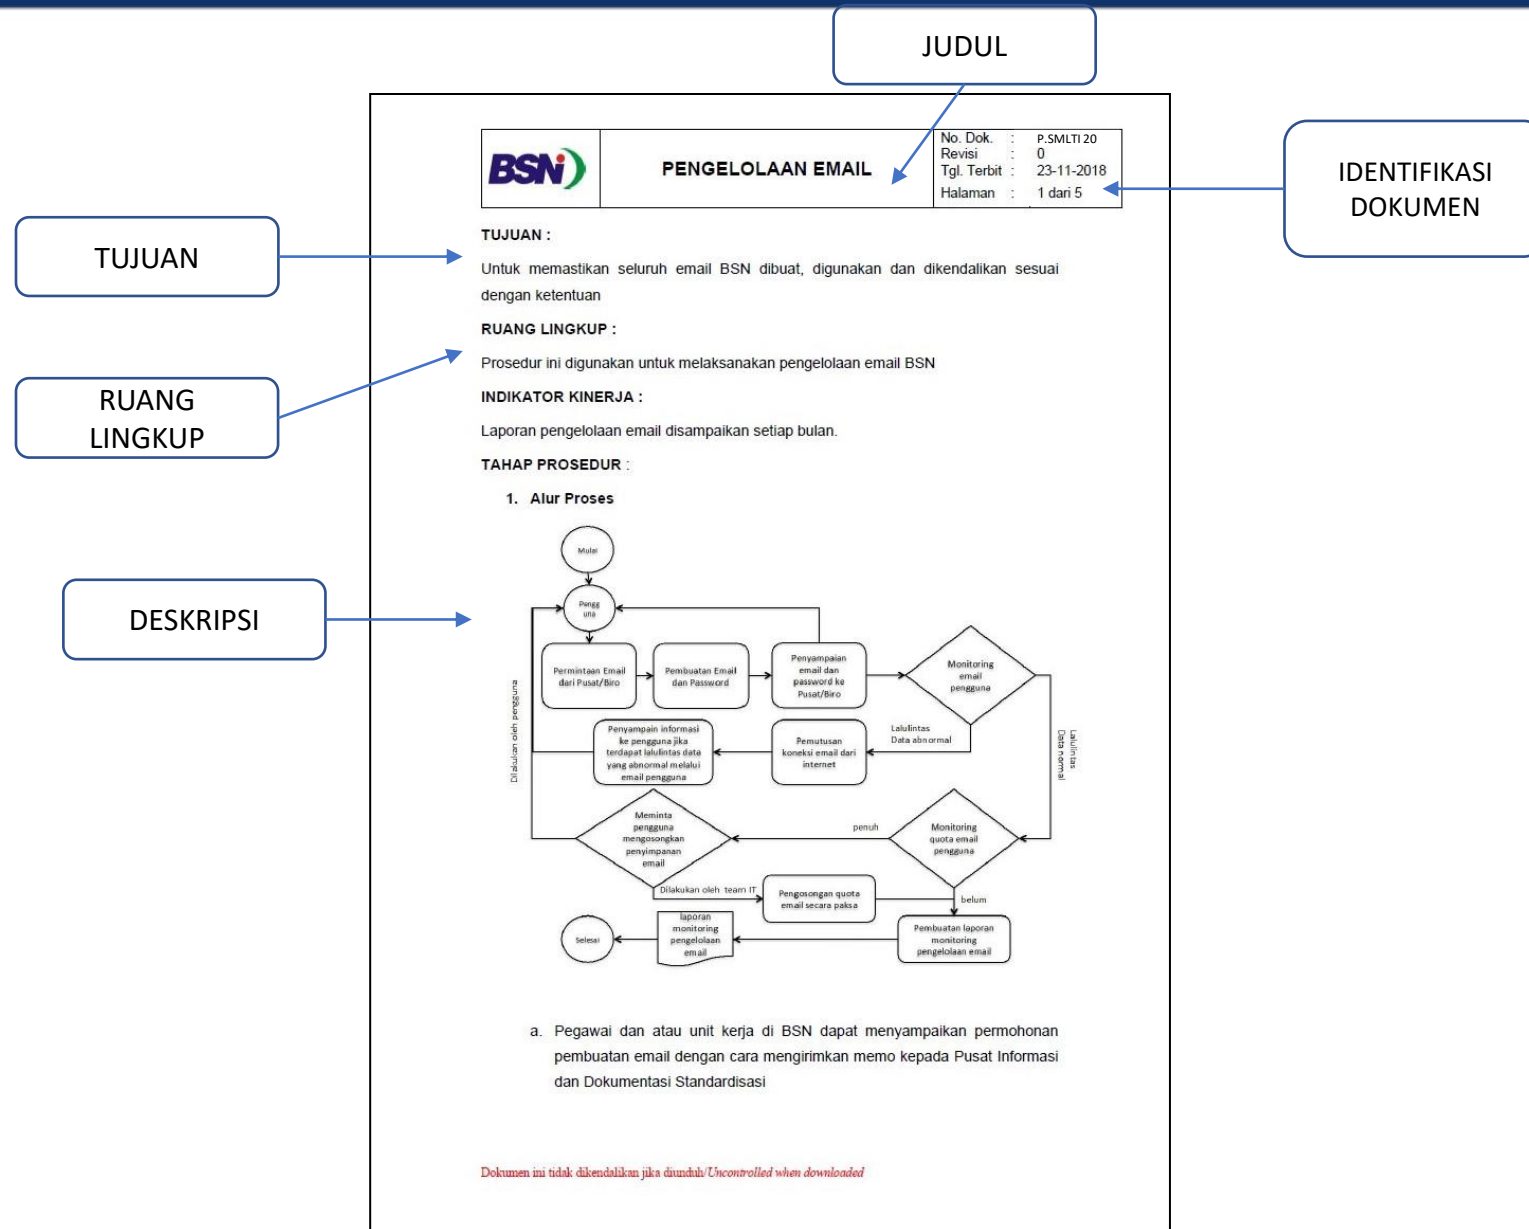 JUDUL
BSN
PENGELOLAAN EMAIL
No. Dok. : P.SMLTI 20
Revisi : 0
Tgl. Terbit : 23-11-2018
Halaman : 1 dari 5
IDENTIFIKASI
DOKUMEN
TUJUAN
TUJUAN :
Untuk memastikan seluruh email BSN dibuat, digunakan dan dikendalikan sesuai
dengan ketentuan
RUANG
LINGKUP
RUANG LINGKUP :
Prosedur ini digunakan untuk melaksanakan pengelolaan email BSN
INDIKATOR KINERJA :
Laporan pengelolaan email disampaikan setiap bulan.
TAHAP PROSEDUR :
1. Alur Proses
DESKRIPSI
Mulai
Pengg
una
Permintaan Email
dari Pusat/Biro
Pembuatan Email
dan Password
Penyampaian
email dan
password ke
Pusat/Biro
Monitoring
email
pengguna
Dilakukan oleh pengguna
Penyampain informasi
ke pengguna jika
terdapat lalulintas data
yang abnormal melalui
email pengguna
Pemutusan
koneksi email dari
internet
Lalulintas
Data abnormal
Lalulintas
Data normal
Meminta
pengguna
mengosongkan
penyimpanan
email
penuh
Monitoring
quota email
pengguna
Dilakukan oleh team IT
Pengosongan quota
email secara paksa
belum
Selesai
laporan
monitoring
pengelolaan
email
Pembuatan laporan
monitoring
pengelolaan email
a. Pegawai dan atau unit kerja di BSN dapat menyampaikan permohonan
pembuatan email dengan cara mengirimkan memo kepada Pusat Informasi
dan Dokumentasi Standardisasi
Dokumen ini tidak dikendalikan jika diunduh/Uncontrolled when downloaded